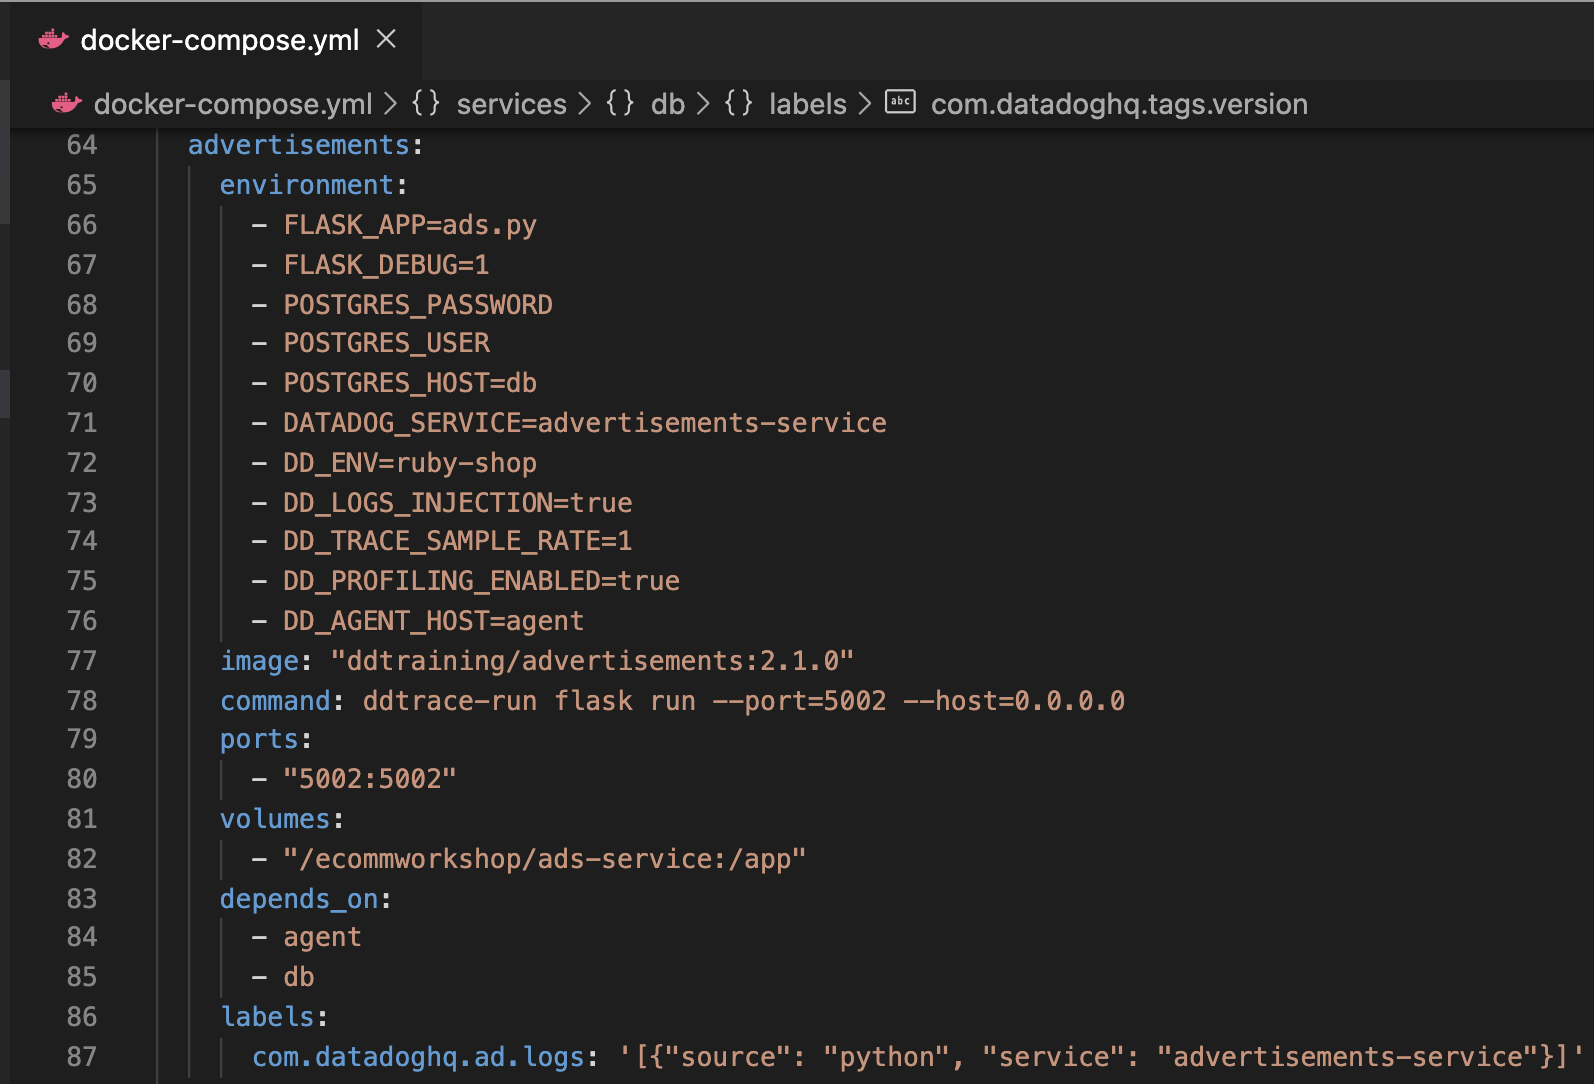 docker-compose.yml
docker-compose.yml > {} services > {} db > {} labels > abc com.datadoghq.tags.version
64 advertisements:
65 environment:
66 - FLASK_APP=ads.py
67 - FLASK_DEBUG=1
68 - POSTGRES_PASSWORD
69 - POSTGRES_USER
70 - POSTGRES_HOST=db
71 - DATADOG_SERVICE=advertisements-service
72 - DD_ENV=ruby-shop
73 - DD_LOGS_INJECTION=true
74 - DD_TRACE_SAMPLE_RATE=1
75 - DD_PROFILING_ENABLED=true
76 - DD_AGENT_HOST=agent
77 image: "ddtraining/advertisements:2.1.0"
78 command: ddtrace-run flask run --port=5002 --host=0.0.0.0
79 ports:
80 - "5002:5002"
81 volumes:
82 - "/ecommworkshop/ads-service:/app"
83 depends_on:
84 - agent
85 - db
86 labels:
87 com.datadoghq.ad.logs: '[{"source": "python", "service": "advertisements-service"}]'